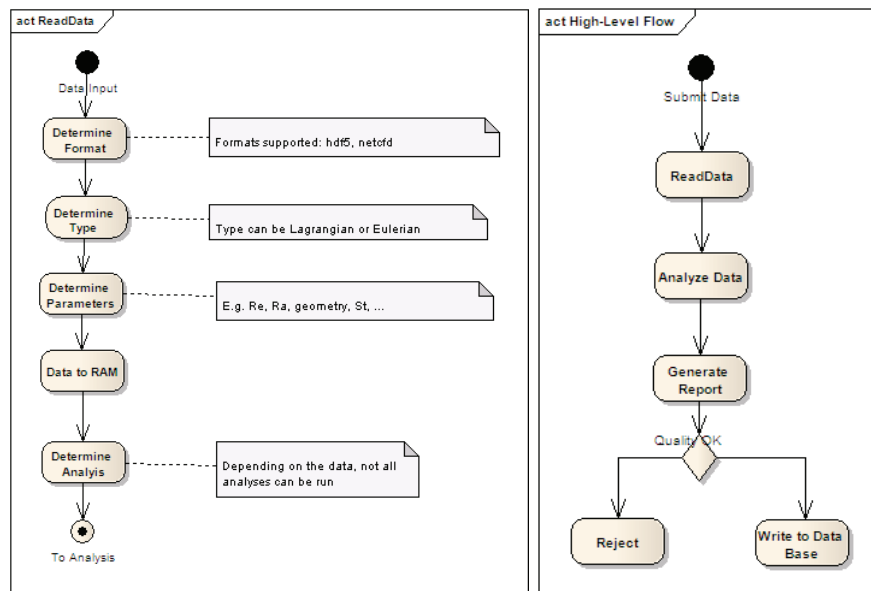 act ReadData
Data Input
Determine
Format
Formats supported: hdf5, netcfd
Determine
Type
Type can be Lagrangian or Eulerian
Determine
Parameters
E.g. Re, Ra, geometry, St, ...
Data to RAM
Determine
Analyis
Depending on the data, not all
analyses can be run
To Analysis
act High-Level Flow
Submt Data
ReadData
Analyze Data
Generate
Report
Quality OK
Reject
Write to Data
Base